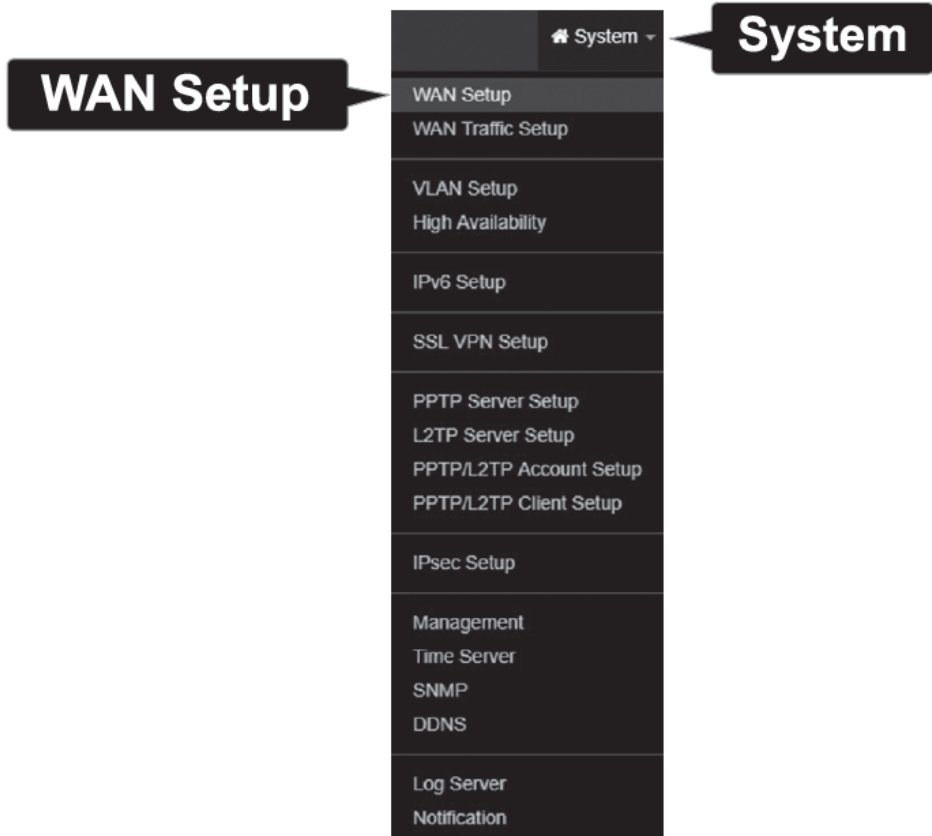 System
System
WAN Setup
WAN Setup
WAN Traffic Setup
VLAN Setup
High Availability
IPv6 Setup
SSL VPN Setup
PPTP Server Setup
L2TP Server Setup
PPTP/L2TP Account Setup
PPTP/L2TP Client Setup
IPsec Setup
Management
Time Server
SNMP
DDNS
Log Server
Notification